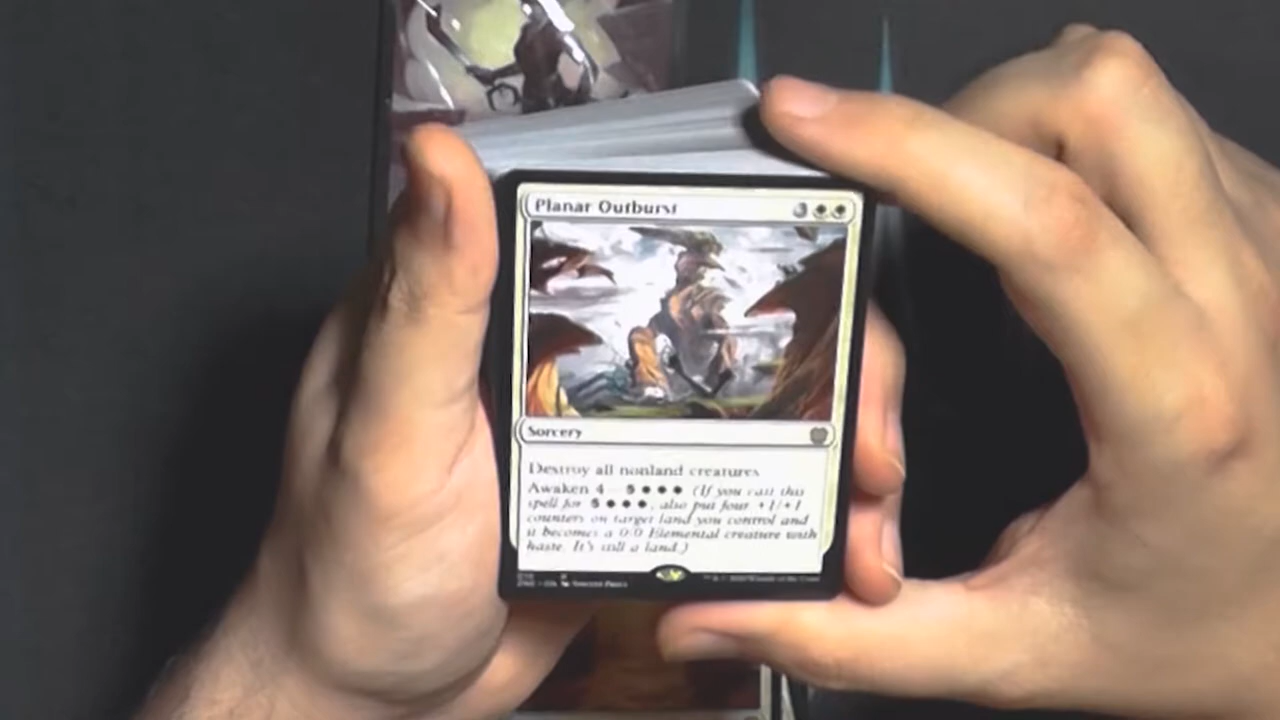 Planar Outburst 3
Sorcery
Destroy all nonland creatures
Awaken 4—5 (If you cast this
spell for 5, also put four +1/+1
counters on target land you control and
it becomes a 0/0 Elemental creature with
haste. It's still a land.)